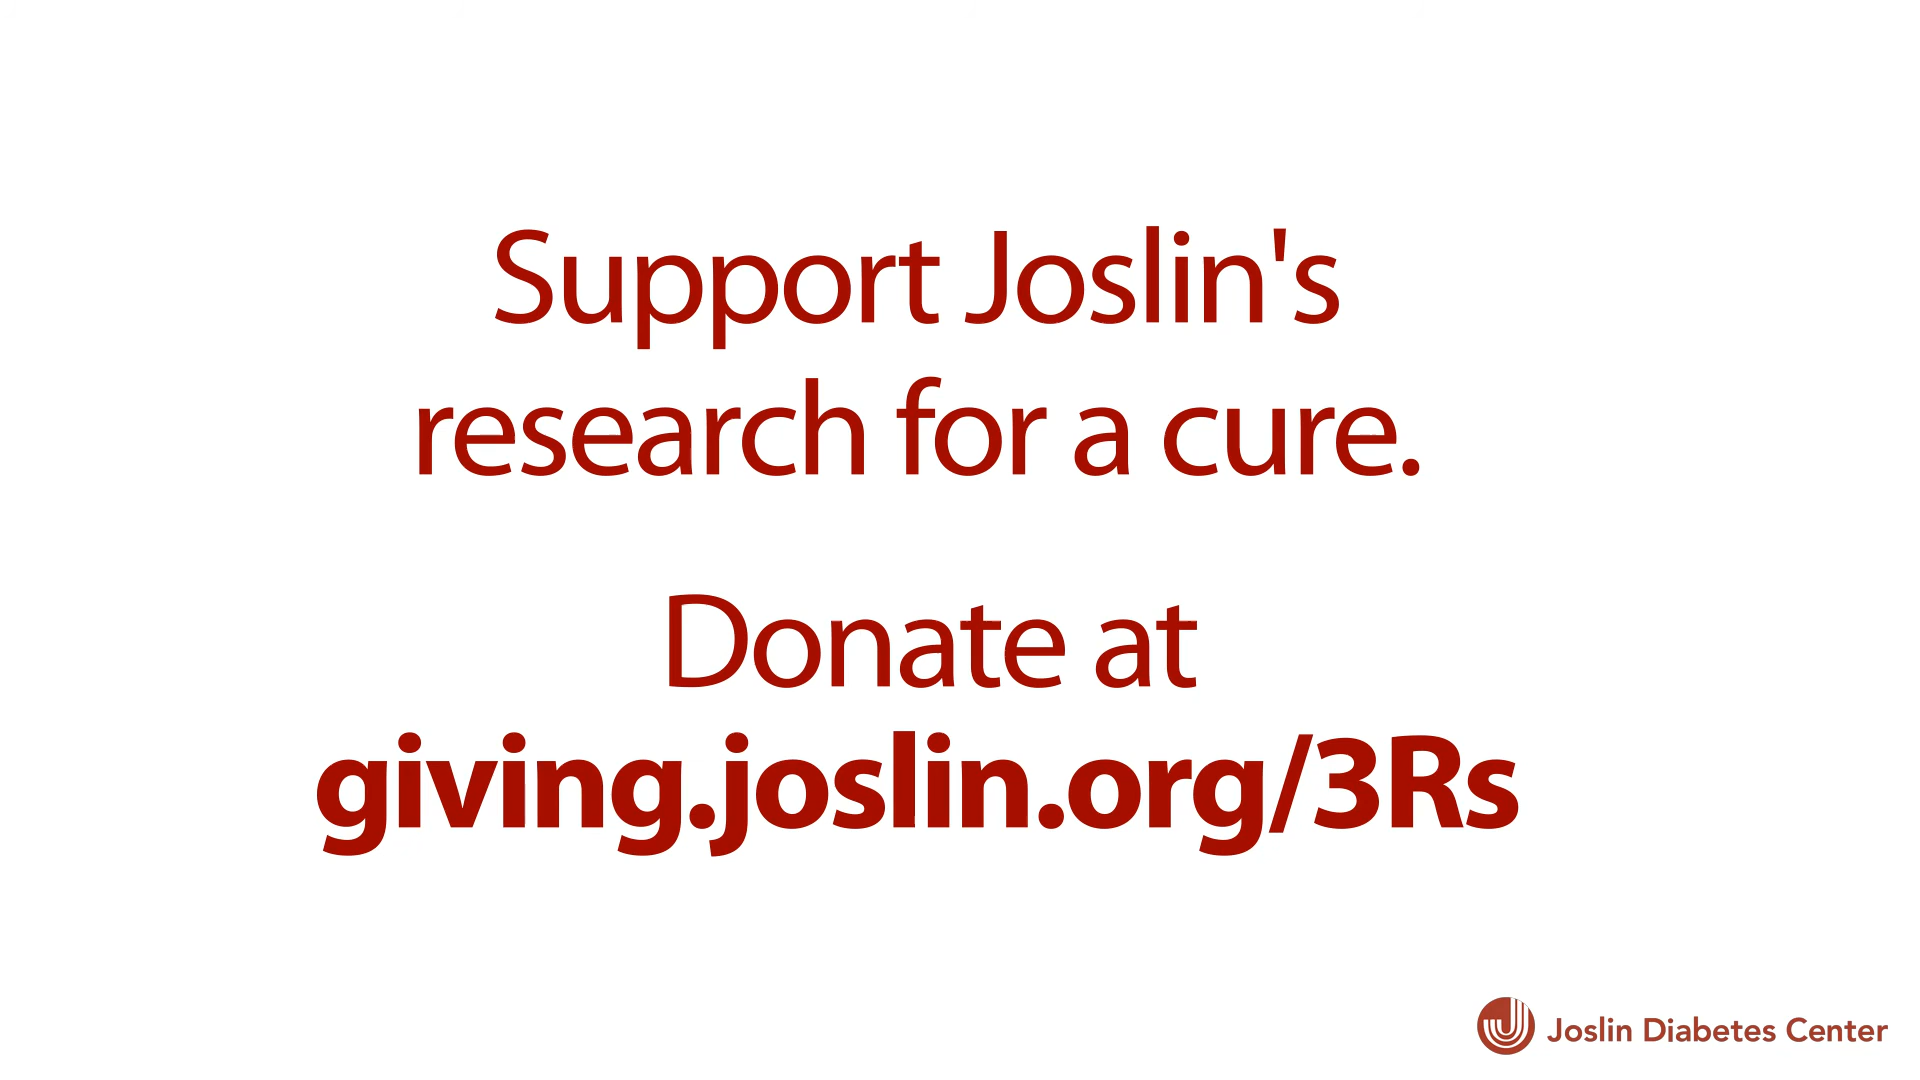 Support Joslin's
research for a cure.
Donate at
giving.joslin.org/3Rs
Joslin Diabetes Center